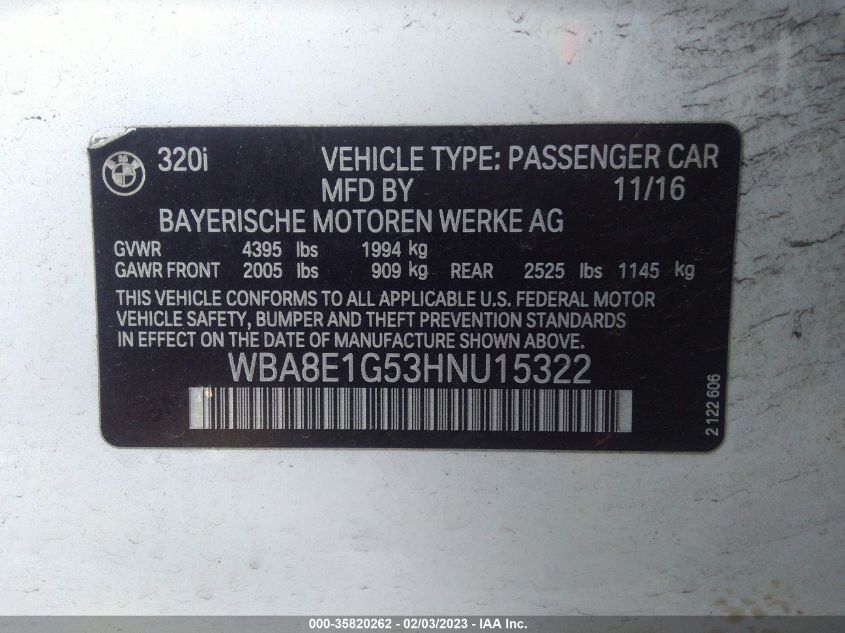 320i VEHICLE TYPE: PASSENGER CAR
MFD BY 11/16
BAYERISCHE MOTOREN WERKE AG
GVWR 4395 lbs 1994 kg
GAWR FRONT 2005 lbs 909 kg REAR 2525 lbs 1145 kg
THIS VEHICLE CONFORMS TO ALL APPLICABLE U.S. FEDERAL MOTOR
VEHICLE SAFETY, BUMPER AND THEFT PREVENTION STANDARDS
IN EFFECT ON THE DATE OF MANUFACTURE SHOWN ABOVE.
WBA8E1G53HNU15322
2 122 606
000-35820262 - 02/03/2023 - IAA Inc.